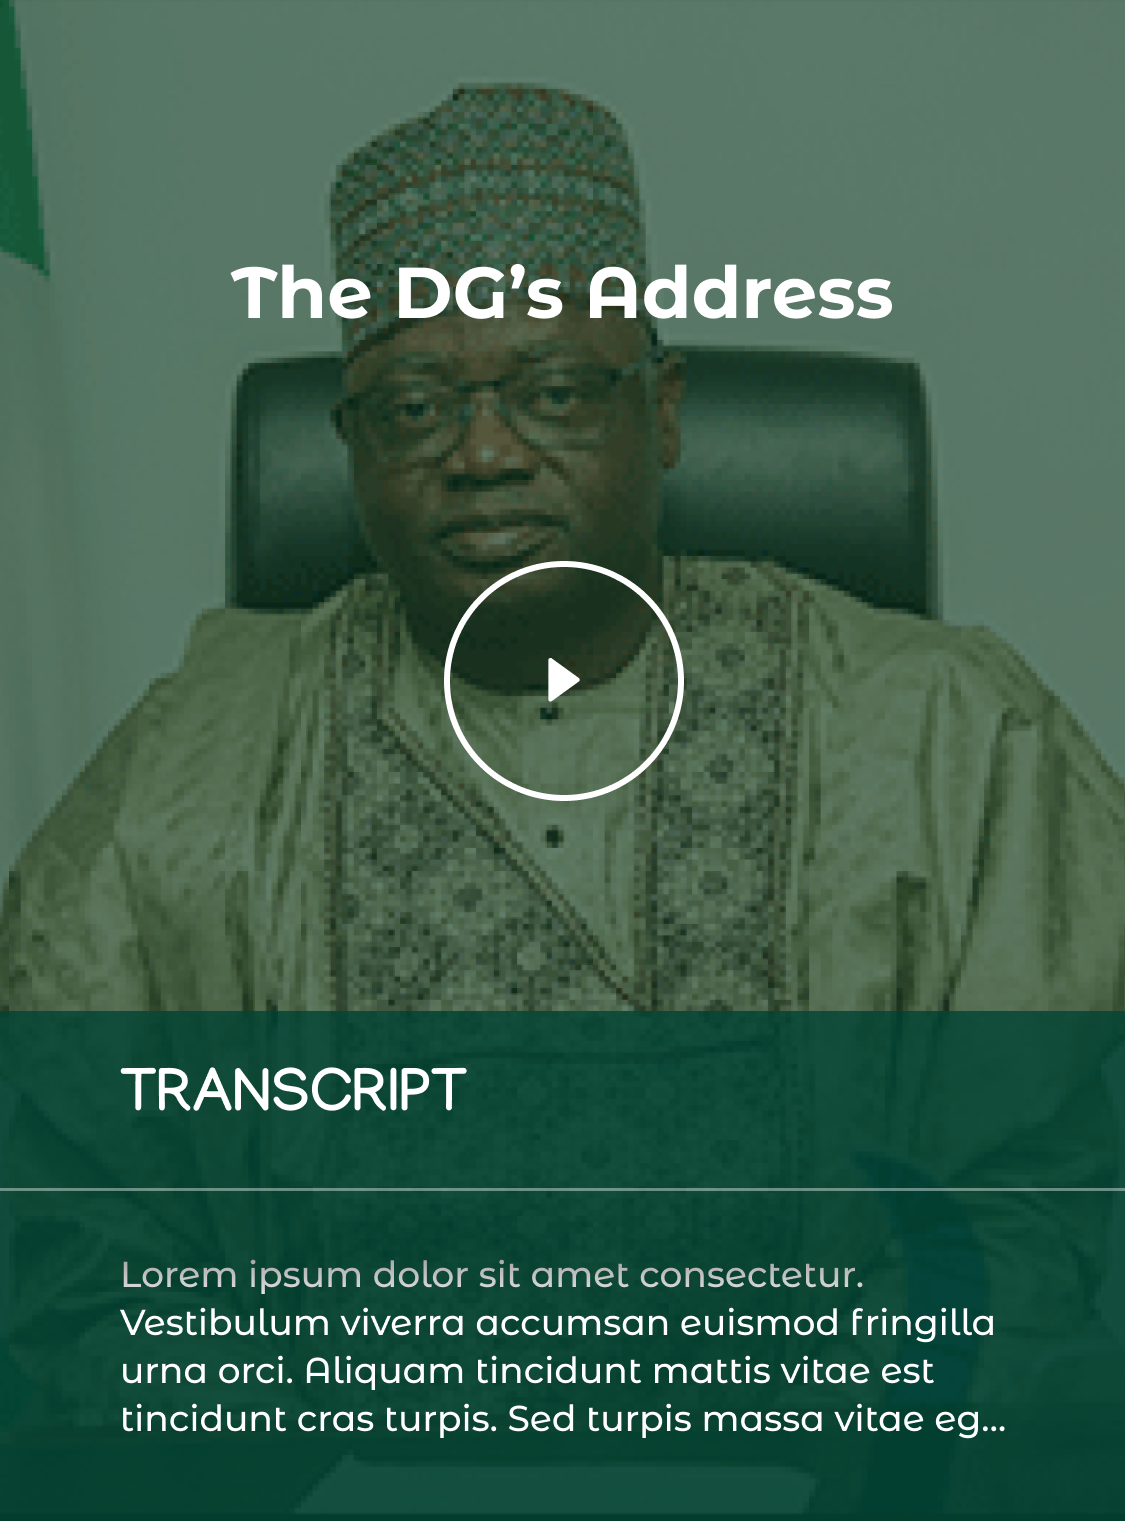 The DG’s Address
TRANSCRIPT
Lorem ipsum dolor sit amet consectetur.
Vestibulum viverra accumsan euismod fringilla
urna orci. Aliquam tincidunt mattis vitae est
tincidunt cras turpis. Sed turpis massa vitae eg...